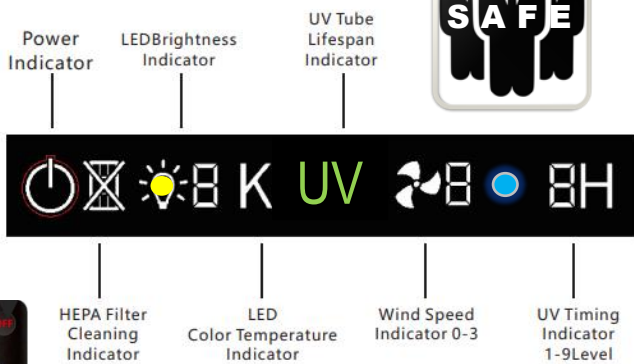 SAFE
UV Tube
Lifespan
Indicator
Power
Indicator
LEDBrightness
Indicator
8 K UV 8 8H
HEPA Filter
Cleaning
Indicator
LED
Color Temperature
Indicator
Wind Speed
Indicator 0-3
UV Timing
Indicator
1-9Level
OFF